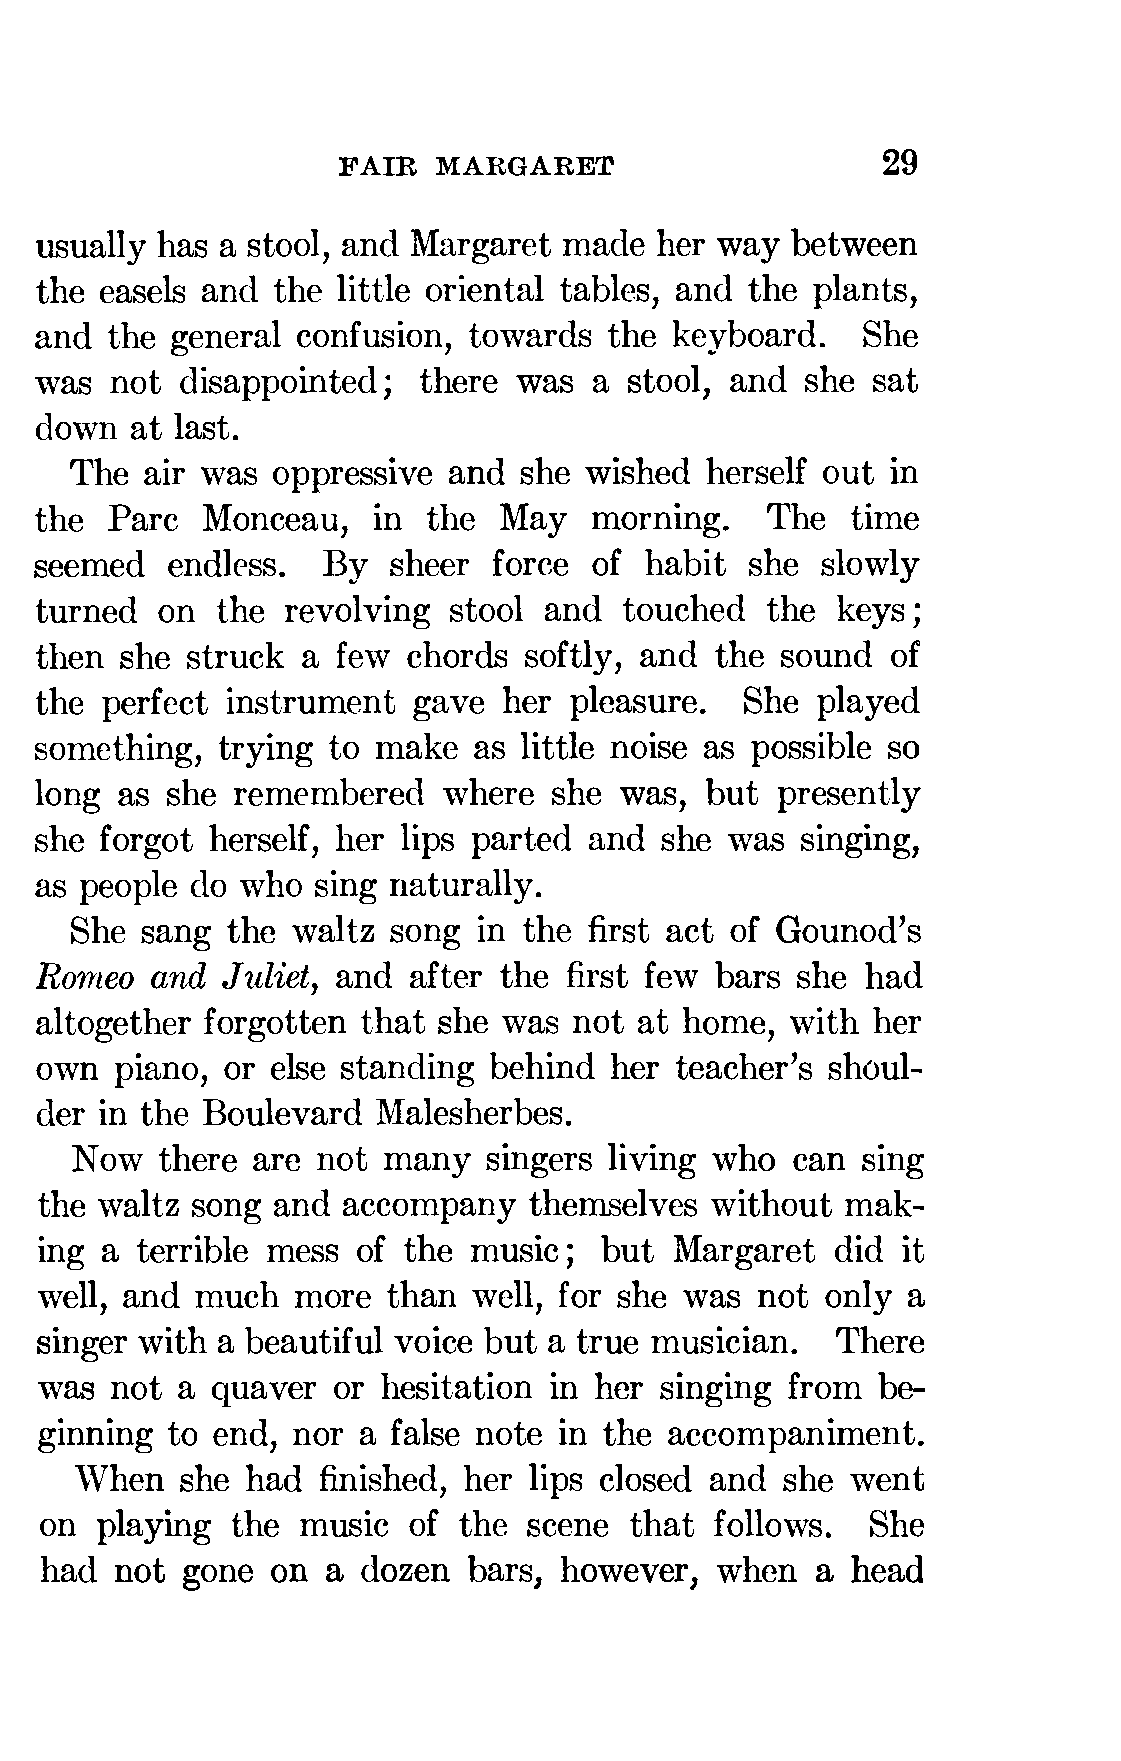 FAIR MARGARET 29
usually has a stool, and Margaret made her way between
the easels and the little oriental tables, and the plants,
and the general confusion, towards the keyboard. She
was not disappointed; there was a stool, and she sat
down at last.
The air was oppressive and she wished herself out in
the Parc Monceau, in the May morning. The time
seemed endless. By sheer force of habit she slowly
turned on the revolving stool and touched the keys;
then she struck a few chords softly, and the sound of
the perfect instrument gave her pleasure. She played
something, trying to make as little noise as possible so
long as she remembered where she was, but presently
she forgot herself, her lips parted and she was singing,
as people do who sing naturally.
She sang the waltz song in the first act of Gounod's
Romeo and Juliet, and after the first few bars she had
altogether forgotten that she was not at home, with her
own piano, or else standing behind her teacher's shoul-
der in the Boulevard Malesherbes.
Now there are not many singers living who can sing
the waltz song and accompany themselves without mak-
ing a terrible mess of the music; but Margaret did it
well, and much more than well, for she was not only a
singer with a beautiful voice but a true musician. There
was not a quaver or hesitation in her singing from be-
ginning to end, nor a false note in the accompaniment.
When she had finished, her lips closed and she went
on playing the music of the scene that follows. She
had not gone on a dozen bars, however, when a head